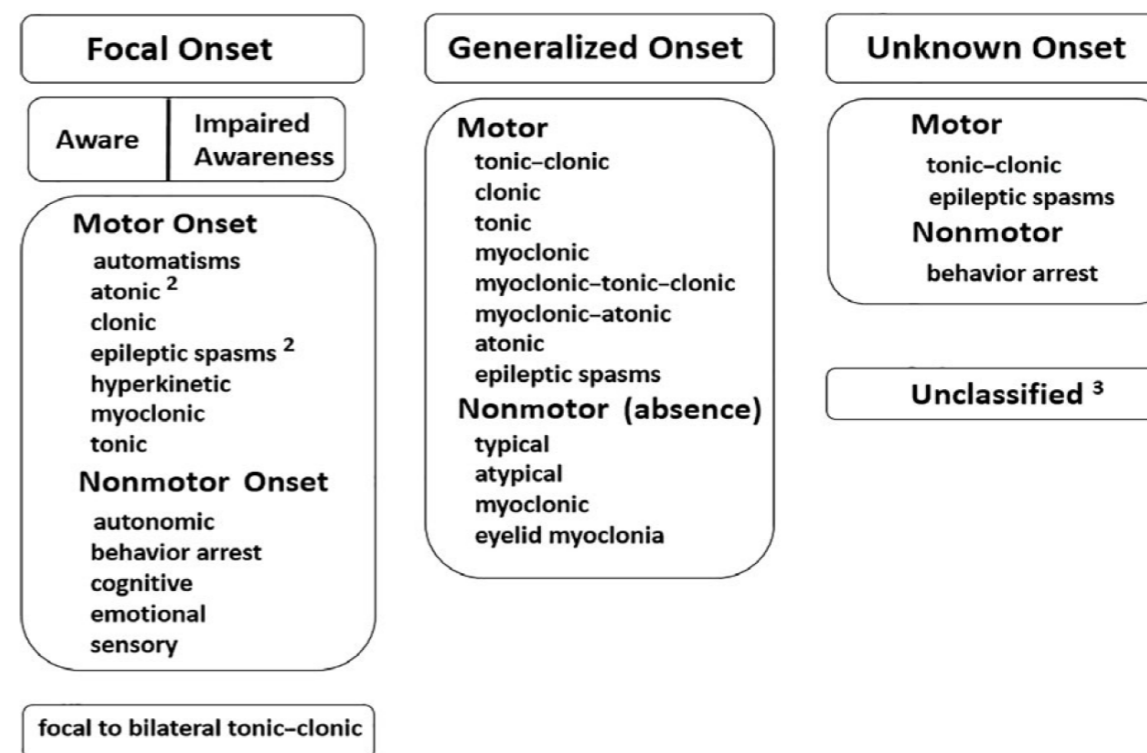 Focal Onset
Aware
Impaired
Awareness
Motor Onset
automatisms
atonic ²
clonic
epileptic spasms ²
hyperkinetic
myoclonic
tonic
Nonmotor Onset
autonomic
behavior arrest
cognitive
emotional
sensory
focal to bilateral tonic–clonic
Generalized Onset
Motor
tonic–clonic
clonic
tonic
myoclonic
myoclonic–tonic–clonic
myoclonic–atonic
atonic
epileptic spasms
Nonmotor (absence)
typical
atypical
myoclonic
eyelid myoclonia
Unknown Onset
Motor
tonic–clonic
epileptic spasms
Nonmotor
behavior arrest
Unclassified ³